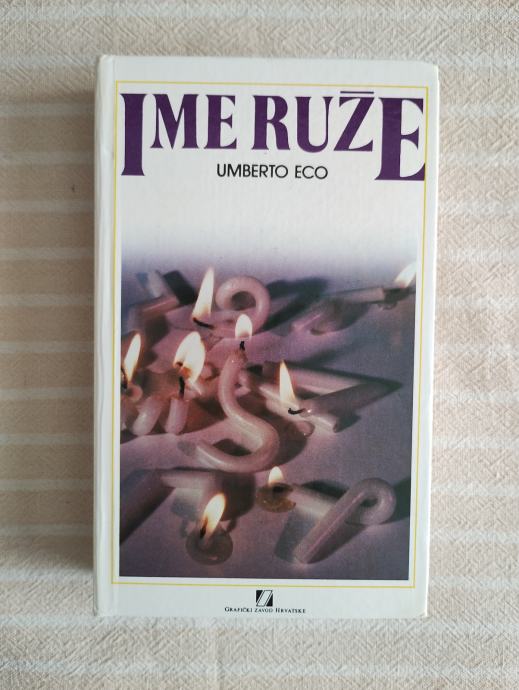 IME RUŽE
UMBERTO ECO
GRAFIČKI ZAVOD HRVATSKE